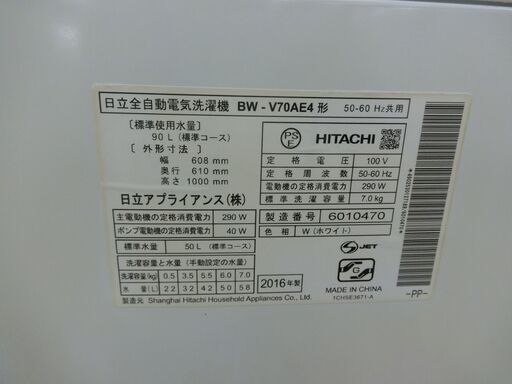 日立全自動電気洗濯機 BW-V70AE4 形 50-60 Hz共用
〔標準使用水量〕
90L (標準コース)
〔外形寸法〕
幅 608 mm
奥行 610 mm
高さ 1000 mm
日立アプライアンス(株)
主電動機の定格消費電力 290 W
ポンプ電動機の定格消費電力 40 W
標準水量 50L (標準コース)
洗濯容量と水量 (手動設定の水量)
洗濯容量(kg) 0.5 3.5 5.5 6.0 7.0
水 量(L) 22 32 42 50 58
製造元 Shanghai Hitachi Household Appliances Co., Ltd.
PS
E
HITACHI
定格電圧 100 V
定格周波数 50-60 Hz
電動機の定格消費電力 290 W
標準洗濯・脱水容量 7.0 kg
製造番号 6010470
色相 W (ホワイト)
JET
2016年製
G
MADE IN CHINA
1CHSE3671-A
-PP-